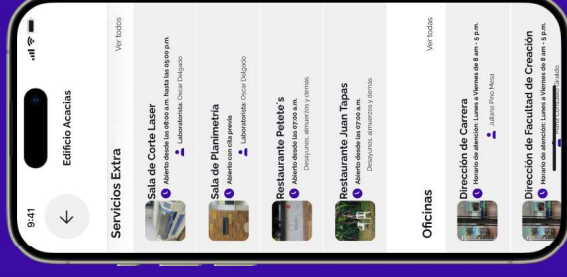 9:41
Edificio Acacias
Servicios Extra
Ver todos
Sala de Corte Laser
Abierto desde las 08:00 a.m. hasta las 05:00 p.m.
Laboratorista: Oscar Delgado
Sala de Planimetría
Abierto con cita previa
Laboratorista: Oscar Delgado
Restaurante Petete's
Abierto desde las 07:00 a.m.
Desayunos, almuerzos y demás
Restaurante Juan Tapas
Abierto desde las 07:00 a.m.
Desayunos, almuerzos y demás
Oficinas
Ver todas
Dirección de Carrera
Horario de atención: Lunes a Viernes de 8 am - 5 p.m.
Juliana Pino Mesa
Dirección de Facultad de Creación
Horario de atención: Lunes a Viernes de 8 am - 5 p.m.